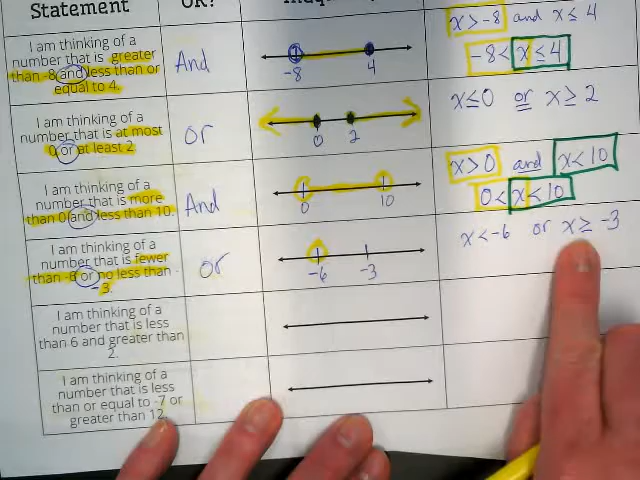 Statement
OR?
I am thinking of a
number that is greater
than -8 and less than or
equal to 4.
And
-8
4
x > -8 and x ≤ 4
-8 < x ≤ 4
I am thinking of a
number that is at most
0 or at least 2
or
0
2
x ≤ 0 or x ≥ 2
I am thinking of a
number that is more
than 0 and less than 10.
And
0
10
x > 0 and x < 10
0 < x < 10
I am thinking of a
number that is fewer
than -6 or no less than
-3.
or
-6
-3
x < -6 or x ≥ -3
I am thinking of a
number that is less
than 6 and greater than
2.
I am thinking of a
number that is less
than or equal to -7 or
greater than 12.